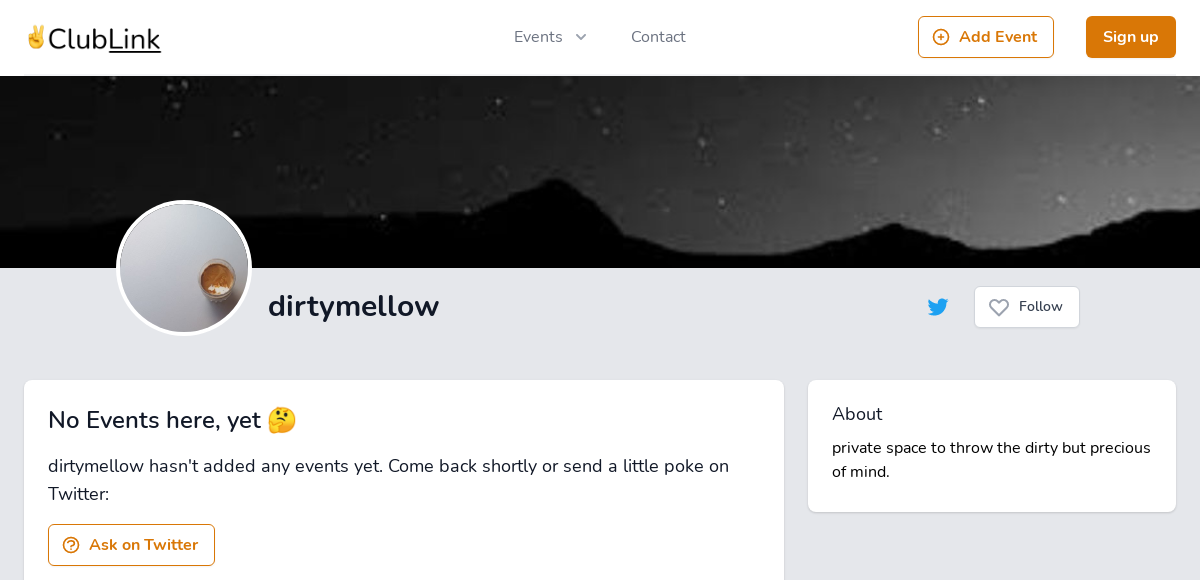 ✌️ClubLink
Events
Contact
Add Event
Sign up
dirtymellow
Follow
No Events here, yet 🤔
dirtymellow hasn't added any events yet. Come back shortly or send a little poke on
Twitter:
Ask on Twitter
About
private space to throw the dirty but precious
of mind.